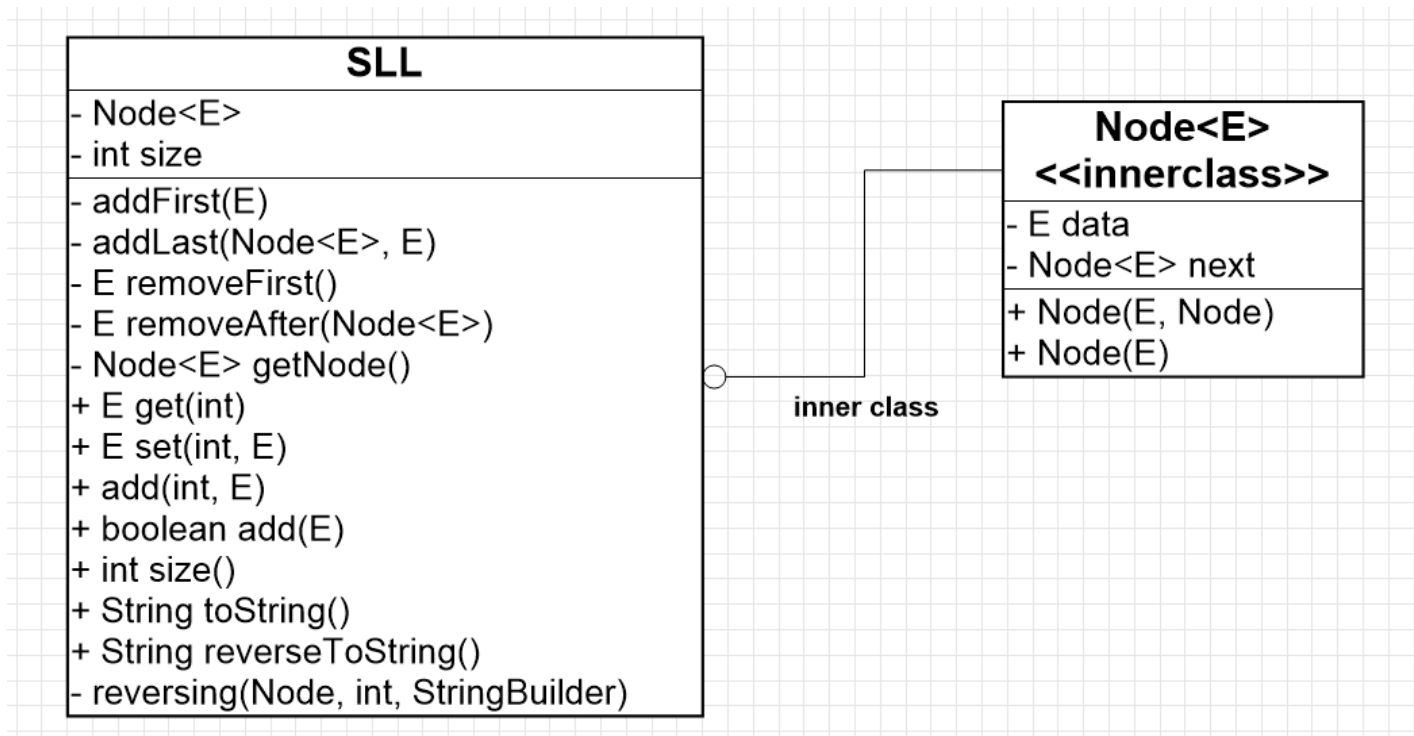 SLL
- Node<E>
- int size
- addFirst(E)
- addLast(Node<E>, E)
- E removeFirst()
- E removeAfter(Node<E>)
- Node<E> getNode()
+ E get(int)
+ E set(int, E)
+ add(int, E)
+ boolean add(E)
+ int size()
+ String toString()
+ String reverseToString()
- reversing(Node, int, StringBuilder)
inner class
Node<E>
<<innerclass>>
- E data
- Node<E> next
+ Node(E, Node)
+ Node(E)